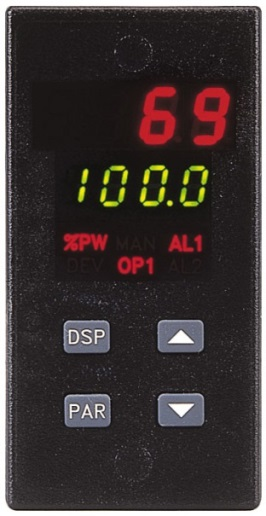 69
100.0
%PW MAN AL1
DEV OP1 AL2
DSP
PAR